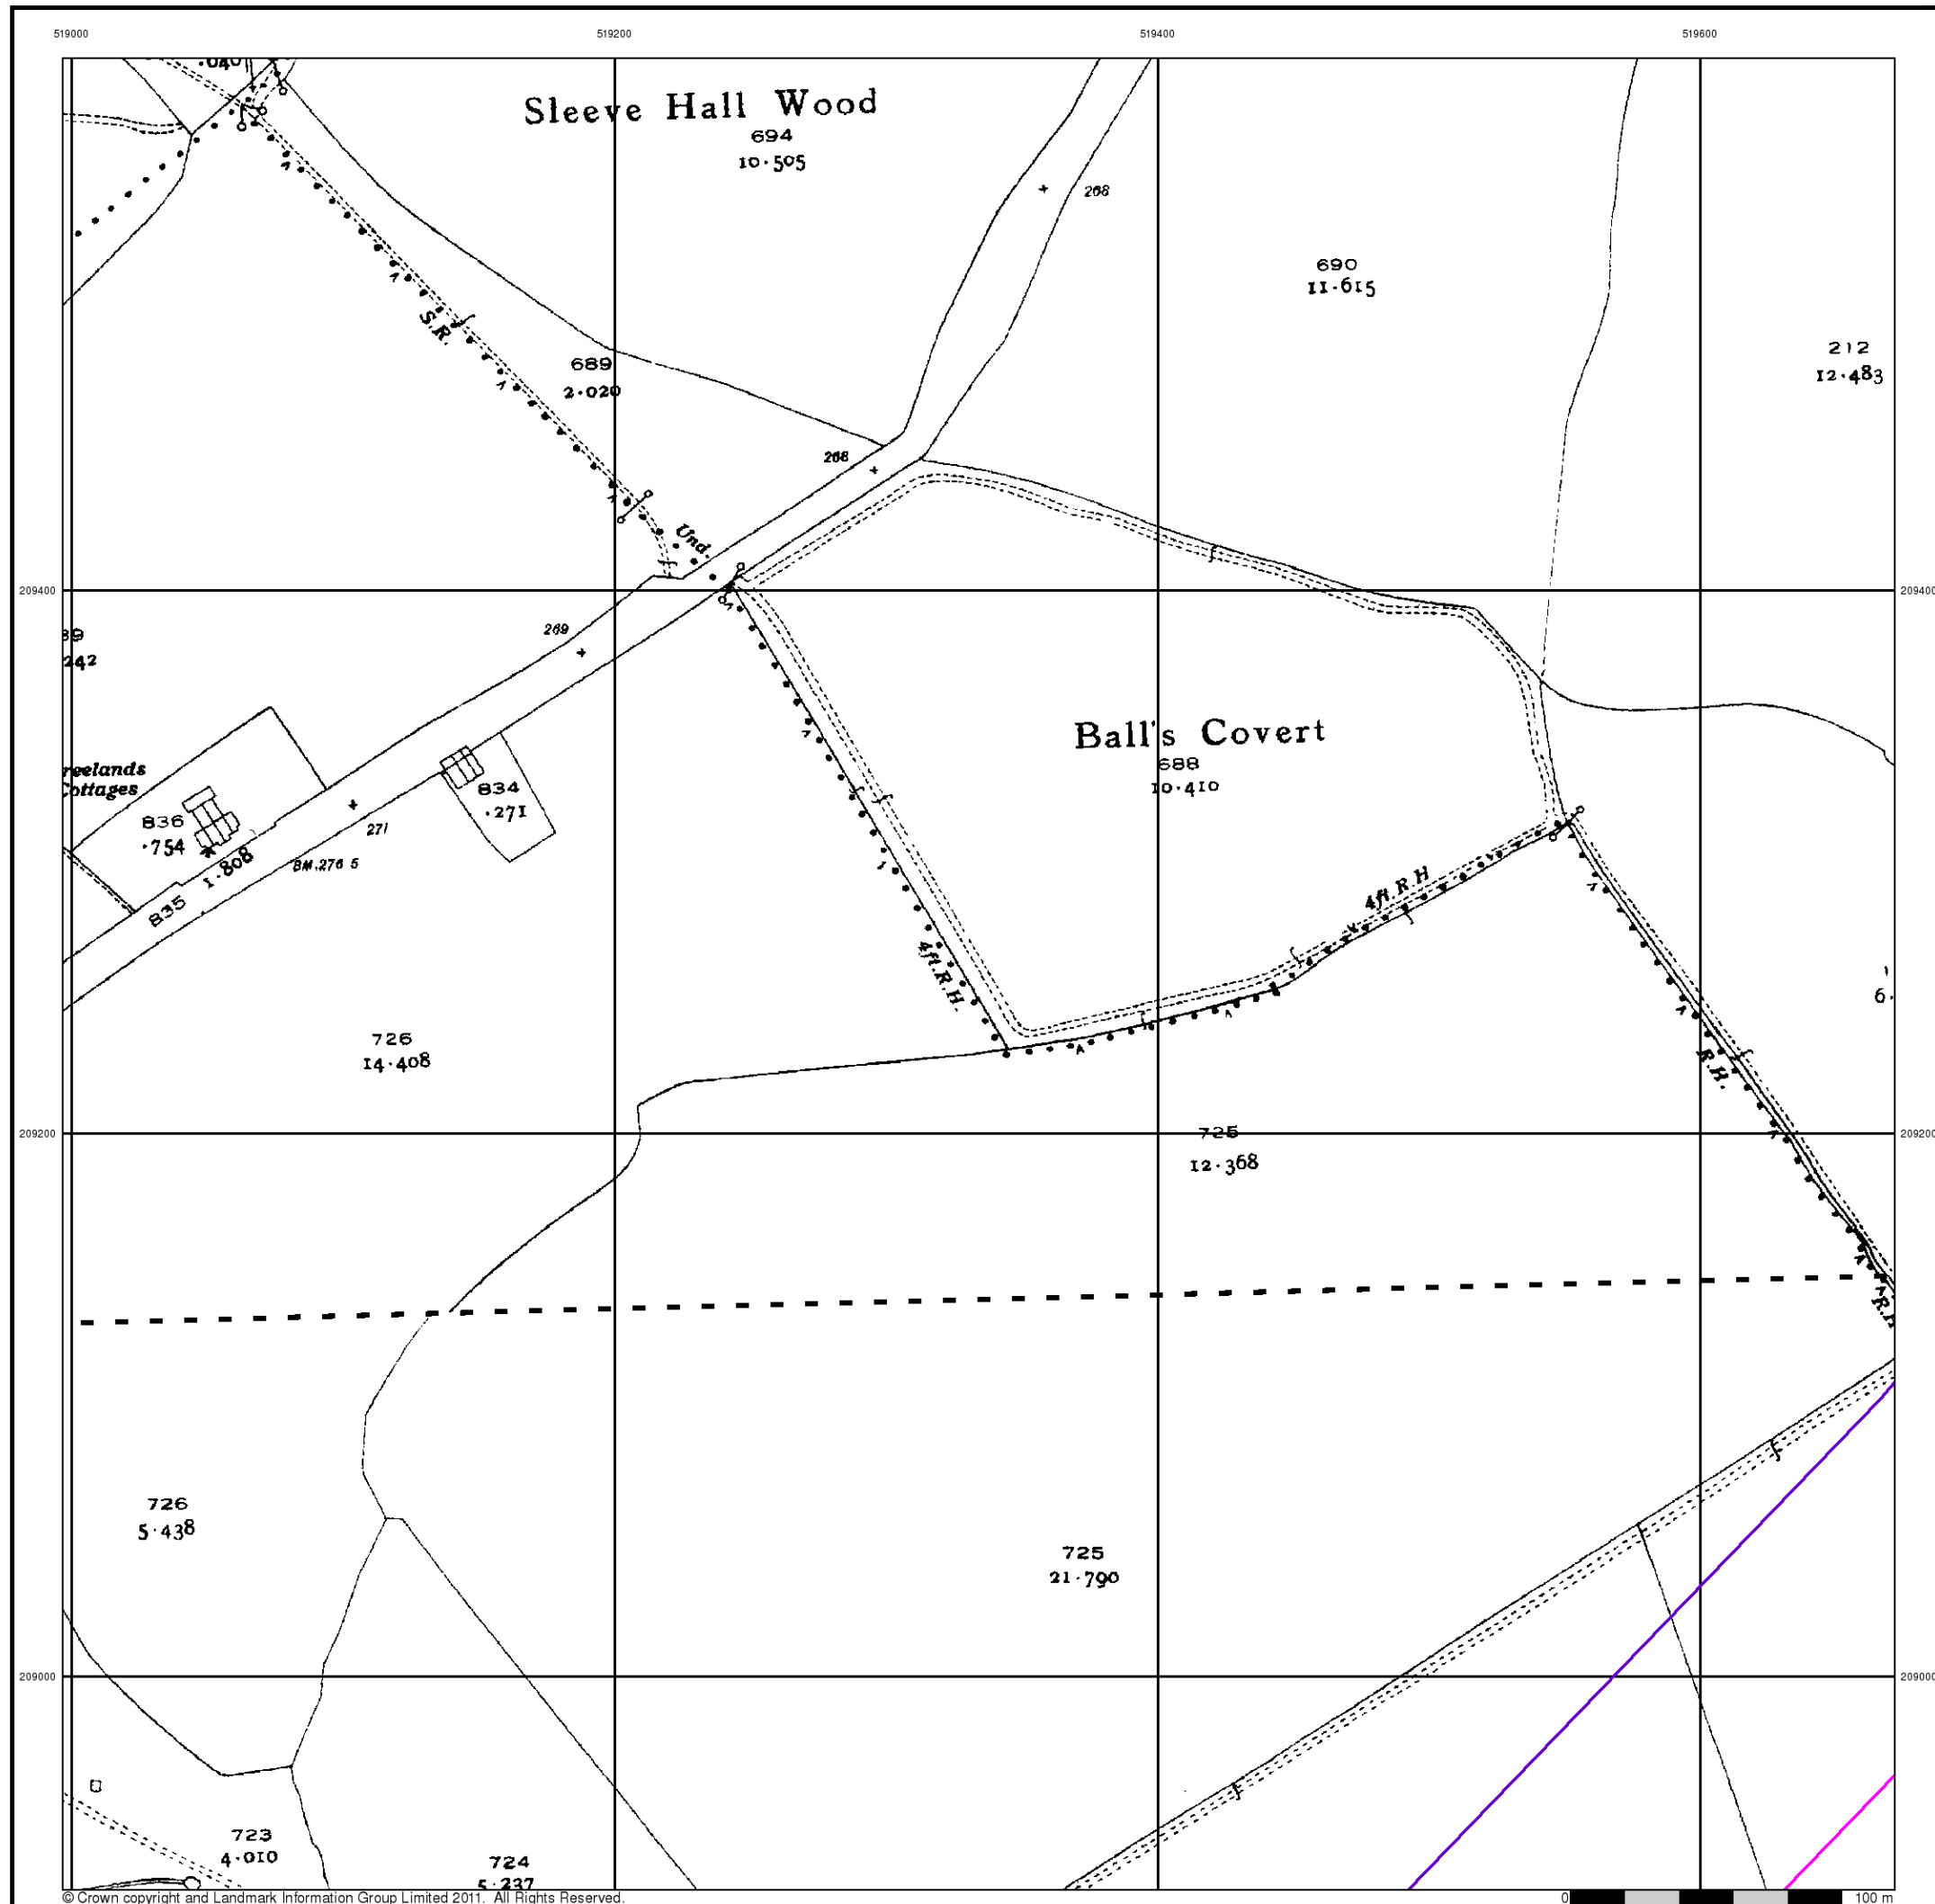 519000 519200 519400 519600
.040
Sleeve Hall Wood
694
10·505
268
690
11·615
S.R.
689
2·020
212
12·483
268
Und.
209400 209400
269
242
Ball's Covert
688
10·410
reelands
Cottages
834
·271
836
·754
271
1·808
BM.276 5
835
4ft.R.H
4ft.R.H.
6.
726
14·408
R.H.
209200 209200
725
12·368
R.H
726
5·438
725
21·790
209000 209000
723
4·010
724
5·237
© Crown copyright and Landmark Information Group Limited 2011. All Rights Reserved.
0 100 m